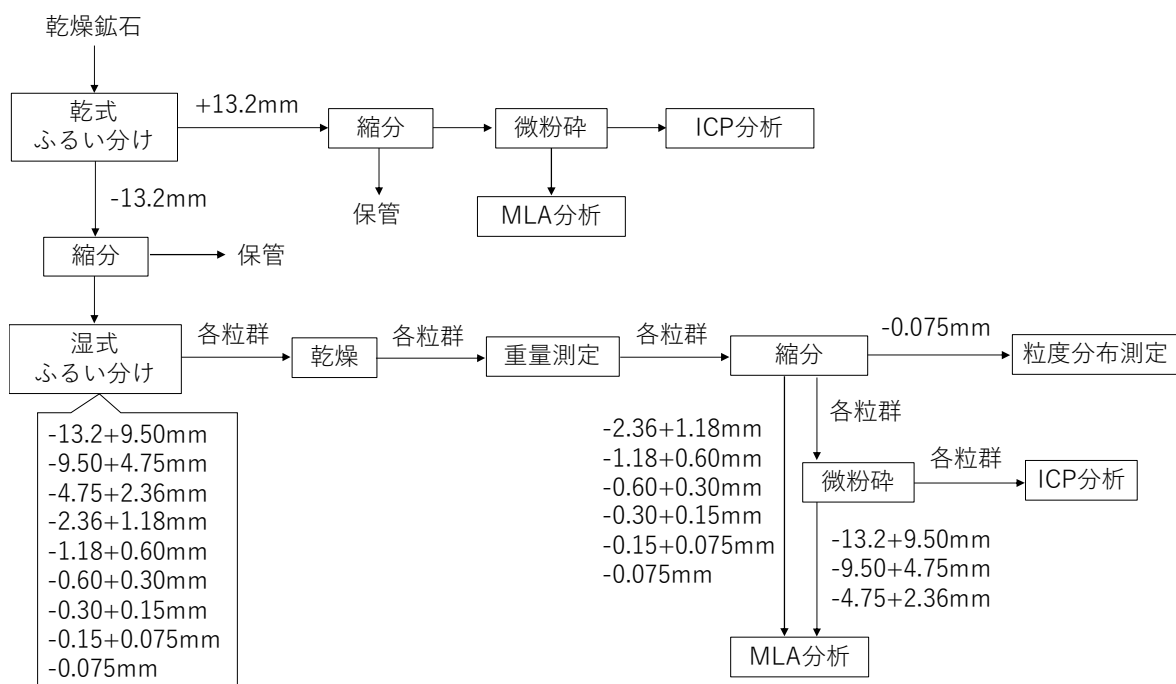 乾燥鉱石
乾式
ふるい分け
+13.2mm
縮分
微粉砕
ICP分析
保管
MLA分析
-13.2mm
縮分
保管
湿式
ふるい分け
各粒群
乾燥
各粒群
重量測定
各粒群
縮分
-0.075mm
粒度分布測定
-13.2+9.50mm
-9.50+4.75mm
-4.75+2.36mm
-2.36+1.18mm
-1.18+0.60mm
-0.60+0.30mm
-0.30+0.15mm
-0.15+0.075mm
-0.075mm
-2.36+1.18mm
-1.18+0.60mm
-0.60+0.30mm
-0.30+0.15mm
-0.15+0.075mm
-0.075mm
各粒群
微粉砕
各粒群
ICP分析
-13.2+9.50mm
-9.50+4.75mm
-4.75+2.36mm
MLA分析